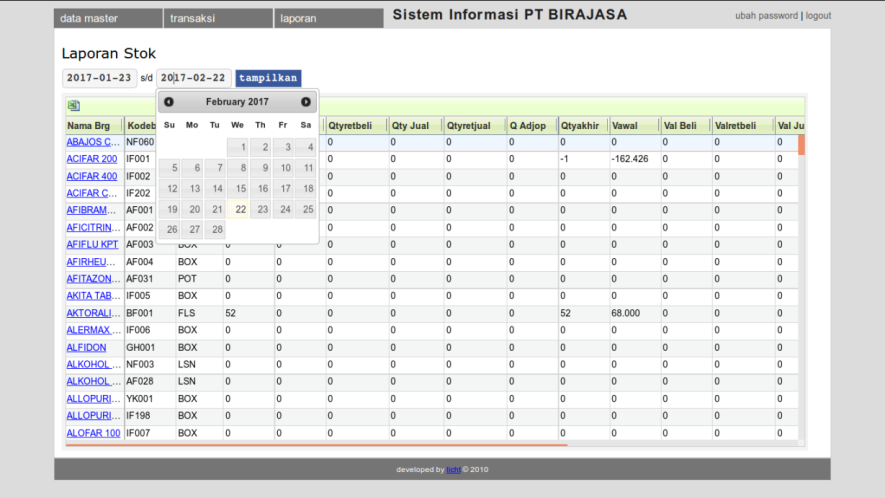 data master transaksi laporan Sistem Informasi PT BIRAJASA ubah password | logout
Laporan Stok
2017-01-23 s/d 2017-02-22 tampilkan
February 2017
Su Mo Tu We Th Fr Sa
1 2 3 4
5 6 7 8 9 10 11
12 13 14 15 16 17 18
19 20 21 22 23 24 25
26 27 28
Nama Brg Kodeb Qtyretbeli Qty Jual Qtyretjual Q Adjop Qtyakhir Vawal Val Beli Valretbeli Val Ju
ABAJOS C... NF060 0 0 0 0 0 0 0 0 0
ACIFAR 200 IF001 0 0 0 0 -1 -162.426 0 0 0
ACIFAR 400 IF002 0 0 0 0 0 0 0 0 0
ACIFAR C... IF202 0 0 0 0 0 0 0 0 0
AFIBRAM... AF001 0 0 0 0 0 0 0 0 0
AFICITRIN... AF002 0 0 0 0 0 0 0 0 0
AFIFLU KPT AF003 BOX 0 0 0 0 0 0 0 0 0 0 0
AFIRHEU... AF004 BOX 0 0 0 0 0 0 0 0 0 0 0
AFITAZON... AF031 POT 0 0 0 0 0 0 0 0 0 0 0
AKITA TAB... IF005 BOX 0 0 0 0 0 0 0 0 0 0 0
AKTORALI... BF001 FLS 52 0 0 0 0 0 52 68.000 0 0 0
ALERMAX ... IF006 BOX 0 0 0 0 0 0 0 0 0 0 0
ALFIDON GH001 BOX 0 0 0 0 0 0 0 0 0 0 0
ALKOHOL ... NF003 LSN 0 0 0 0 0 0 0 0 0 0 0
ALKOHOL ... AF028 LSN 0 0 0 0 0 0 0 0 0 0 0
ALLOPURI... YK001 BOX 0 0 0 0 0 0 0 0 0 0 0
ALLOPURI... IF198 BOX 0 0 0 0 0 0 0 0 0 0 0
ALOFAR 100 IF007 BOX 0 0 0 0 0 0 0 0 0 0 0
developed by licht © 2010